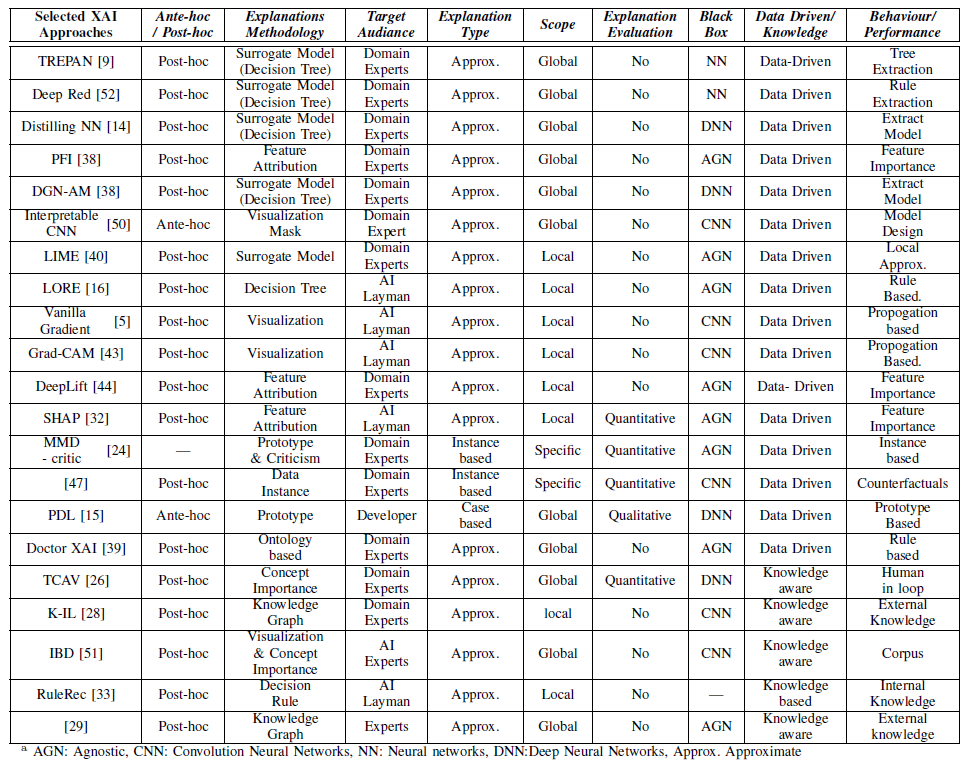 Selected XAI Approaches | Ante-hoc / Post-hoc | Explanations Methodology | Target Audiance | Explanation Type | Scope | Explanation Evaluation | Black Box | Data Driven/ Knowledge | Behaviour/ Performance
TREPAN [9] | Post-hoc | Surrogate Model (Decision Tree) | Domain Experts | Approx. | Global | No | NN | Data-Driven | Tree Extraction
Deep Red [52] | Post-hoc | Surrogate Model (Decision Tree) | Domain Experts | Approx. | Global | No | NN | Data Driven | Rule Extraction
Distilling NN [14] | Post-hoc | Surrogate Model (Decision Tree) | Domain Experts | Approx. | Global | No | DNN | Data Driven | Extract Model
PFI [38] | Post-hoc | Feature Attribution | Domain Experts | Approx. | Global | No | AGN | Data Driven | Feature Importance
DGN-AM [38] | Post-hoc | Surrogate Model (Decision Tree) | Domain Experts | Approx. | Global | No | DNN | Data Driven | Extract Model
Interpretable CNN [50] | Ante-hoc | Visualization Mask | Domain Expert | Approx. | Global | No | CNN | Data Driven | Model Design
LIME [40] | Post-hoc | Surrogate Model | Domain Experts | Approx. | Local | No | AGN | Data Driven | Local Approx.
LORE [16] | Post-hoc | Decision Tree | AI Layman | Approx. | Local | No | AGN | Data Driven | Rule Based.
Vanilla Gradient [5] | Post-hoc | Visualization | AI Layman | Approx. | Local | No | CNN | Data Driven | Propogation based
Grad-CAM [43] | Post-hoc | Visualization | AI Layman | Approx. | Local | No | CNN | Data Driven | Propogation Based.
DeepLift [44] | Post-hoc | Feature Attribution | Domain Experts | Approx. | Local | No | AGN | Data- Driven | Feature Importance
SHAP [32] | Post-hoc | Feature Attribution | AI Layman | Approx. | Local | Quantitative | AGN | Data Driven | Feature Importance
MMD - critic [24] | — | Prototype & Criticism | Domain Experts | Instance based | Specific | Quantitative | AGN | Data Driven | Instance based
[47] | Post-hoc | Data Instance | Domain Experts | Instance based | Specific | Quantitative | CNN | Data Driven | Counterfactuals
PDL [15] | Ante-hoc | Prototype | Developer | Case based | Global | Qualitative | DNN | Data Driven | Prototype Based
Doctor XAI [39] | Post-hoc | Ontology based | Domain Experts | Approx. | Global | No | AGN | Data Driven | Rule based
TCAV [26] | Post-hoc | Concept Importance | Domain Experts | Approx. | Global | Quantitative | DNN | Knowledge aware | Human in loop
K-IL [28] | Post-hoc | Knowledge Graph | Domain Experts | Approx. | local | No | CNN | Knowledge aware | External Knowledge
IBD [51] | Post-hoc | Visualization & Concept Importance | AI Experts | Approx. | Global | No | CNN | Knowledge aware | Corpus
RuleRec [33] | Post-hoc | Decision Rule | AI Layman | Approx. | Local | No | — | Knowledge based | Internal Knowledge
[29] | Post-hoc | Knowledge Graph | Experts | Approx. | Global | No | AGN | Knowledge aware | External knowledge
a AGN: Agnostic, CNN: Convolution Neural Networks, NN: Neural networks, DNN:Deep Neural Networks, Approx. Approximate